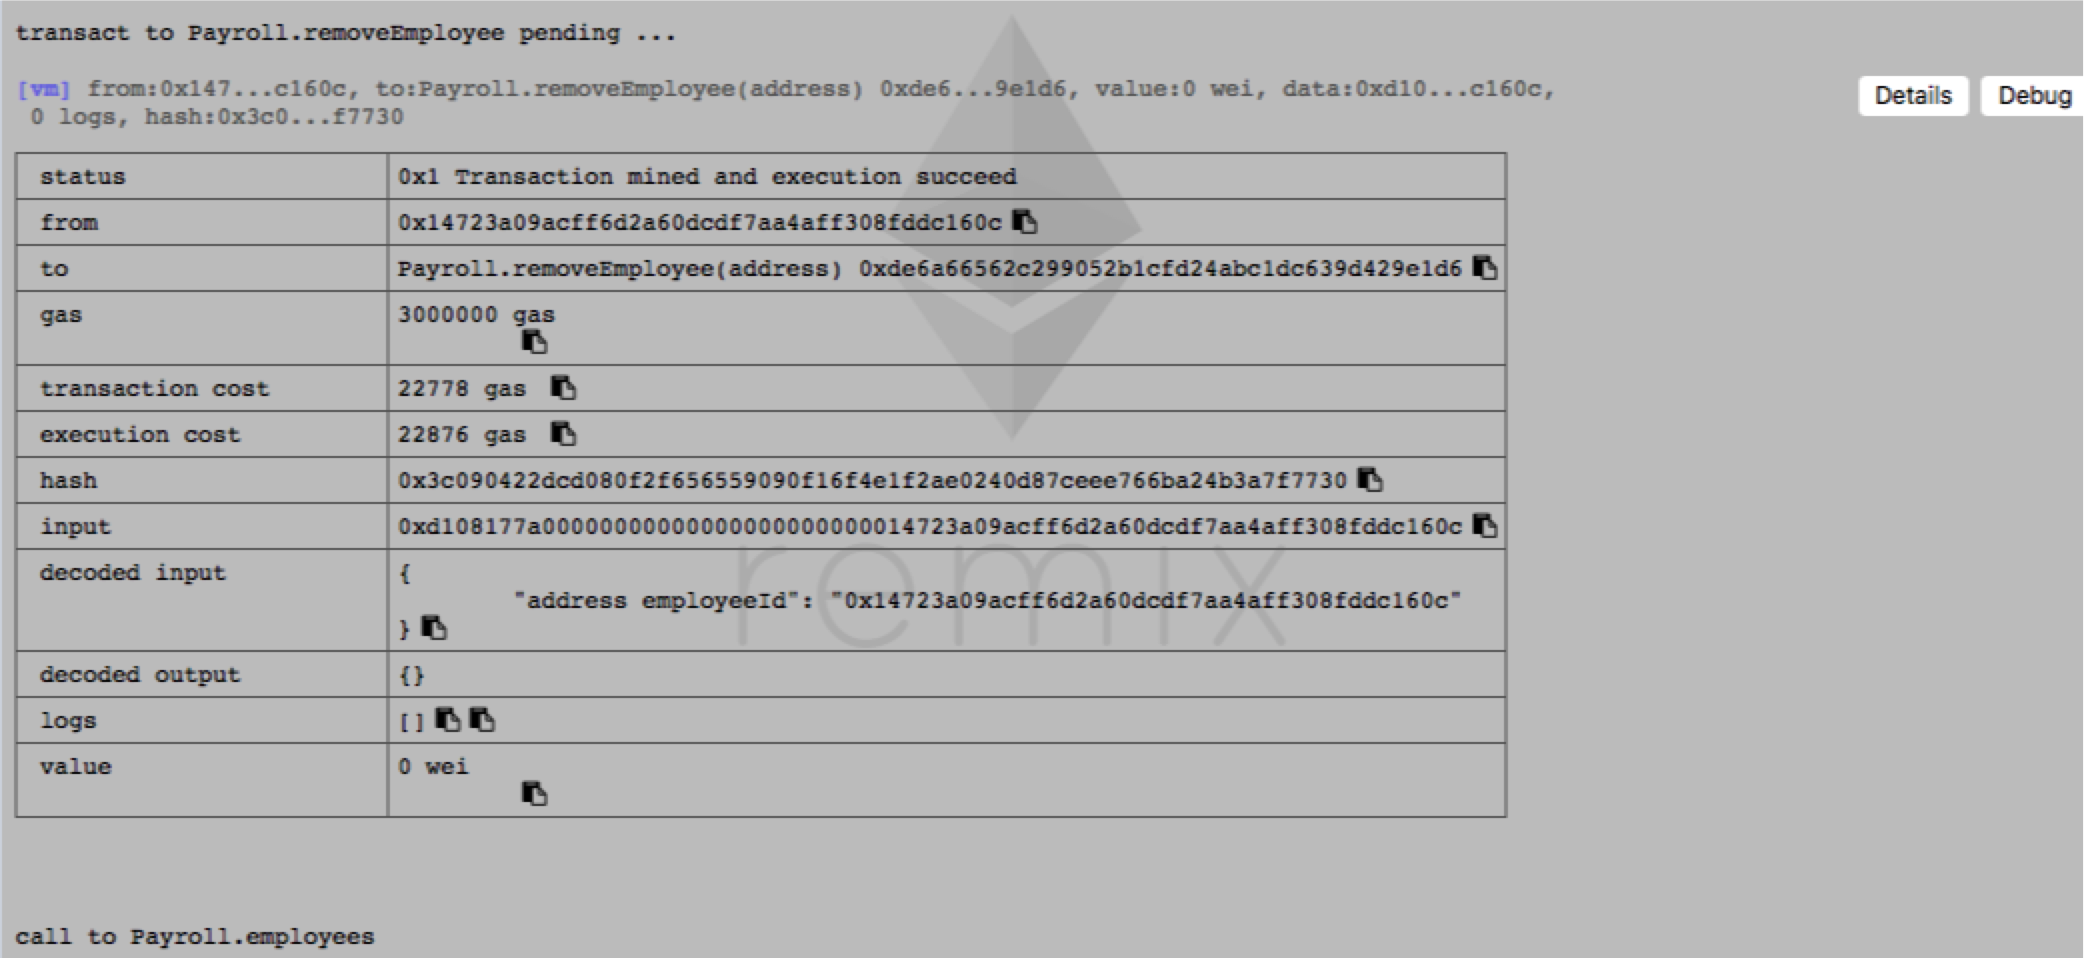 transact to Payroll.removeEmployee pending ...
[vm] from:0x147...c160c, to:Payroll.removeEmployee(address) 0xde6...9e1d6, value:0 wei, data:0xd10...c160c,
0 logs, hash:0x3c0...f7730
Details Debug
status 0x1 Transaction mined and execution succeed
from 0x14723a09acff6d2a60dcdf7aa4aff308fddc160c
to Payroll.removeEmployee(address) 0xde6a66562c299052b1cfd24abc1dc639d429e1d6
gas 3000000 gas
transaction cost 22778 gas
execution cost 22876 gas
hash 0x3c090422dcd080f2f656559090f16f4e1f2ae0240d87ceee766ba24b3a7f7730
input 0xd108177a00000000000000000000000014723a09acff6d2a60dcdf7aa4aff308fddc160c
decoded input {
"address employeeId": "0x14723a09acff6d2a60dcdf7aa4aff308fddc160c"
}
remix
decoded output {}
logs []
value 0 wei
call to Payroll.employees